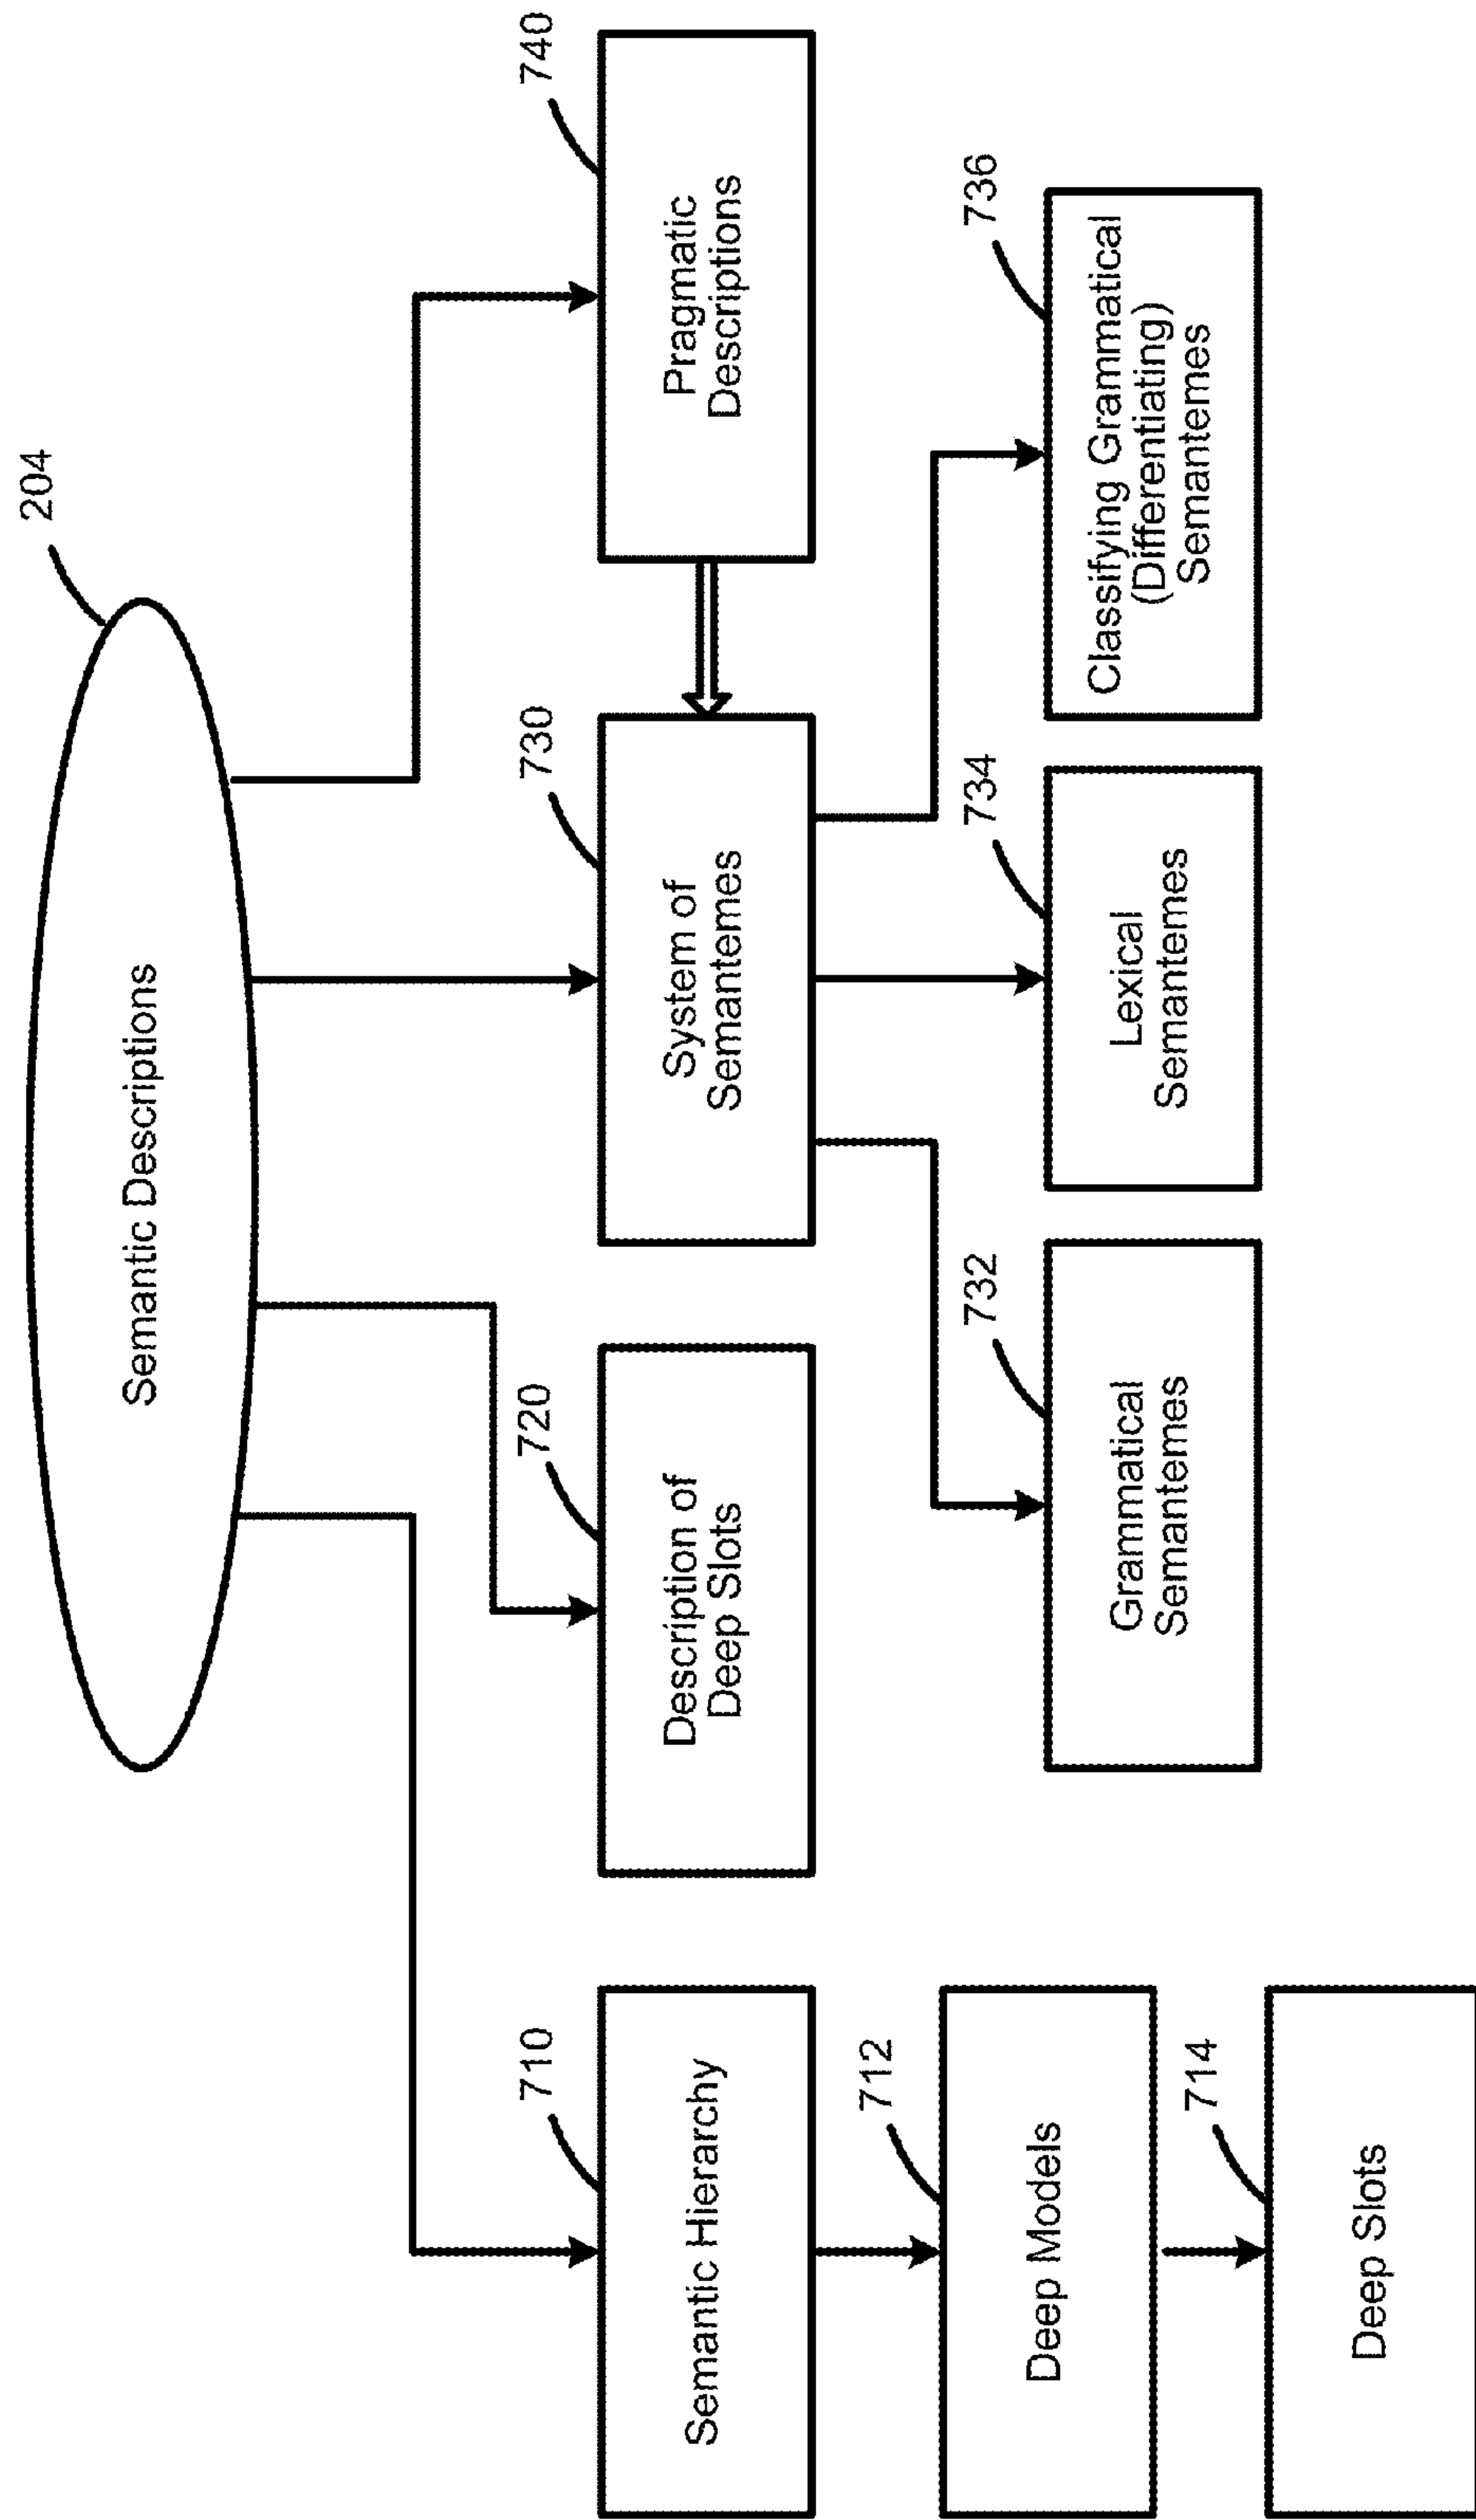 204
Semantic Descriptions
710
720
730
740
Semantic Hierarchy
Description of
Deep Slots
System of
Semantemes
Pragmatic
Descriptions
712
732
734
736
Deep Models
Grammatical
Semantemes
Lexical
Semantemes
Classifying Grammatical
(Differentiating)
Semantemes
714
Deep Slots